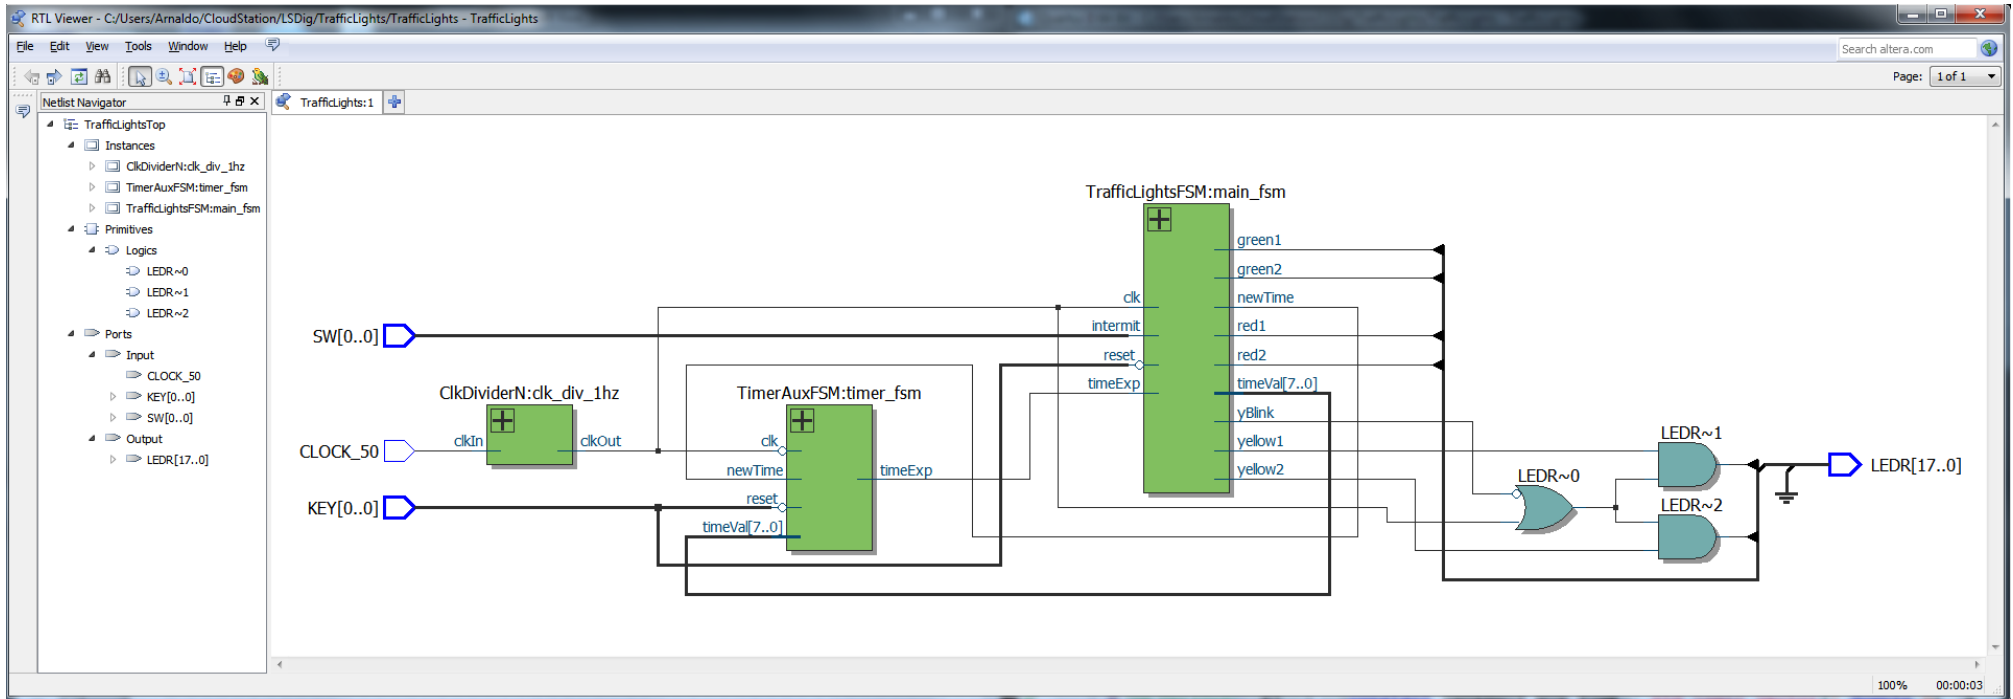 RTL Viewer - C:/Users/Arnaldo/CloudStation/LSDig/TrafficLights/TrafficLights - TrafficLights
File Edit View Tools Window Help
Search altera.com
Page: 1 of 1
Netlist Navigator
TrafficLights:1
TrafficLightsTop
Instances
ClkDividerN:clk_div_1hz
TimerAuxFSM:timer_fsm
TrafficLightsFSM:main_fsm
Primitives
Logics
LEDR~0
LEDR~1
LEDR~2
Ports
Input
CLOCK_50
KEY[0..0]
SW[0..0]
Output
LEDR[17..0]
SW[0..0]
CLOCK_50
KEY[0..0]
ClkDividerN:clk_div_1hz
clkIn
clkOut
TimerAuxFSM:timer_fsm
clk
newTime
reset
timeVal[7..0]
timeExp
TrafficLightsFSM:main_fsm
clk
intermit
reset
timeExp
green1
green2
newTime
red1
red2
timeVal[7..0]
yBlink
yellow1
yellow2
LEDR~0
LEDR~1
LEDR~2
LEDR[17..0]
100% 00:00:03